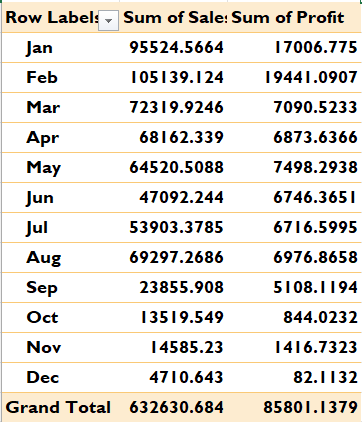 Row Labels Sum of Sales Sum of Profit
Jan 95524.5664 17006.775
Feb 105139.124 19441.0907
Mar 72319.9246 7090.5233
Apr 68162.339 6873.6366
May 64520.5088 7498.2938
Jun 47092.244 6746.3651
Jul 53903.3785 6716.5995
Aug 69297.2686 6976.8658
Sep 23855.908 5108.1194
Oct 13519.549 844.0232
Nov 14585.23 1416.7323
Dec 4710.643 82.1132
Grand Total 632630.684 85801.1379